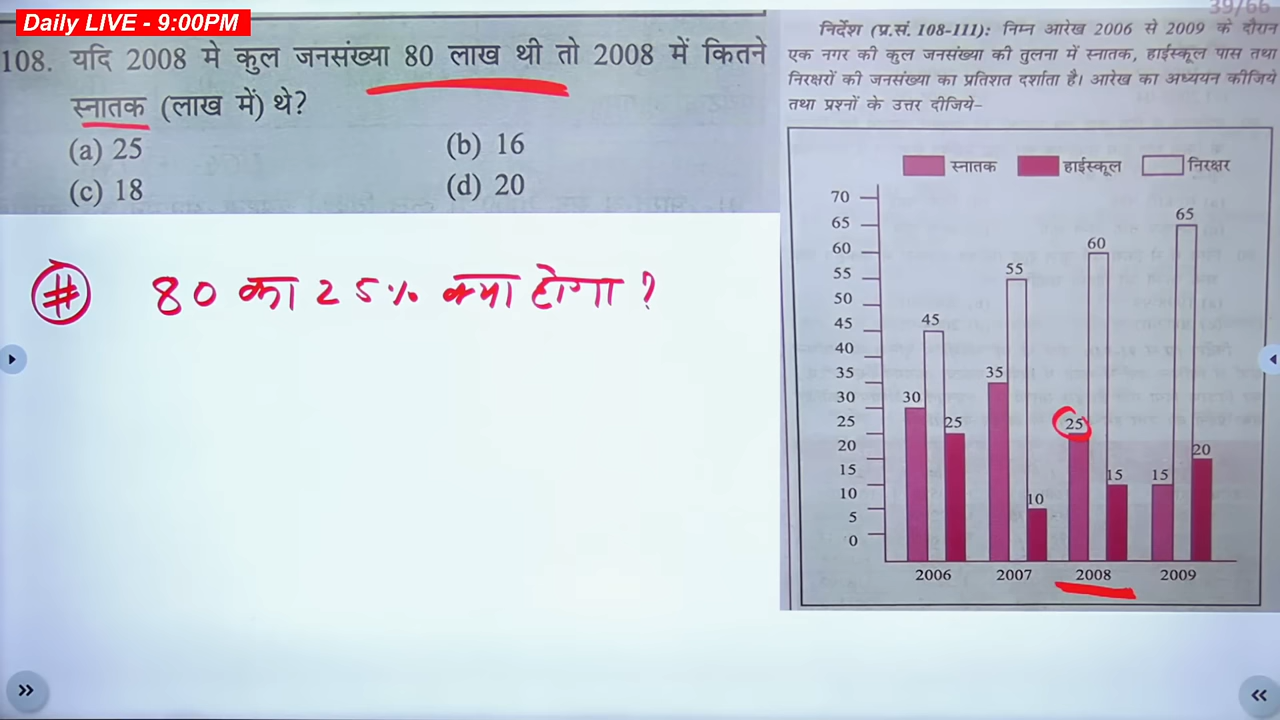 Daily LIVE - 9:00PM
39/66
108. यदि 2008 मे कुल जनसंख्या 80 लाख थी तो 2008 में कितने
स्नातक (लाख में) थे?
(a) 25
(b) 16
(c) 18
(d) 20
# 80 का 25% क्या होगा ?
निर्देश (प्र.सं. 108-111): निम्न आरेख 2006 से 2009 के दौरान
एक नगर की कुल जनसंख्या की तुलना में स्नातक, हाईस्कूल पास तथा
निरक्षरों की जनसंख्या का प्रतिशत दर्शाता है। आरेख का अध्ययन कीजिये
तथा प्रश्नों के उत्तर दीजिये–
स्नातक हाईस्कूल निरक्षर
70
65
60
55
50
45
40
35
30
25
20
15
10
5
0
30 45 25
35 55 10
25 60 15
15 65 20
2006 2007 2008 2009